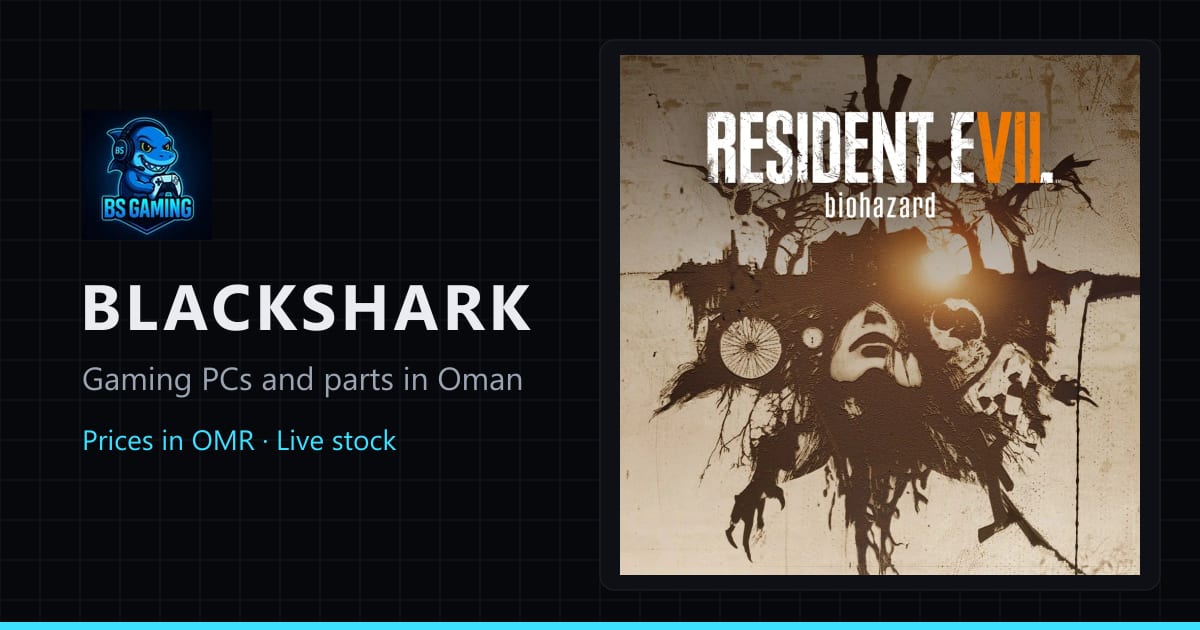 BS
BS GAMING
BLACKSHARK
Gaming PCs and parts in Oman
Prices in OMR · Live stock
RESIDENT EVII.
biohazard